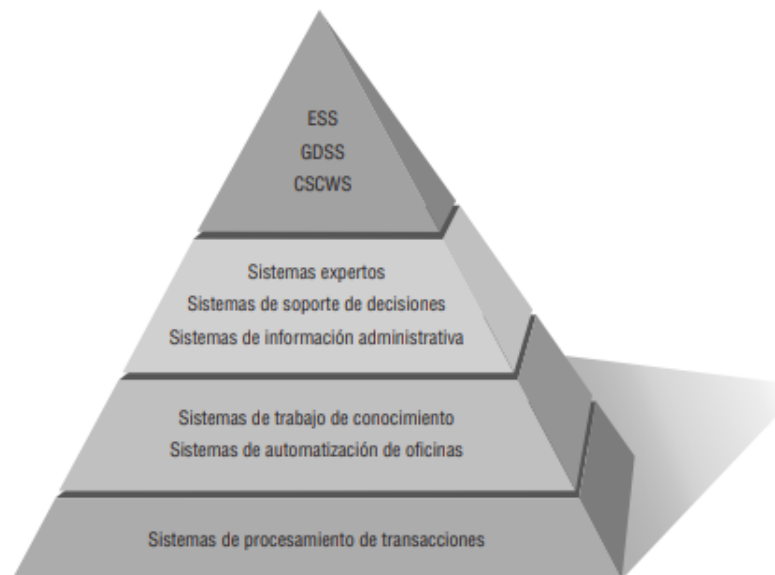 ESS
GDSS
CSCWS
Sistemas expertos
Sistemas de soporte de decisiones
Sistemas de información administrativa
Sistemas de trabajo de conocimiento
Sistemas de automatización de oficinas
Sistemas de procesamiento de transacciones